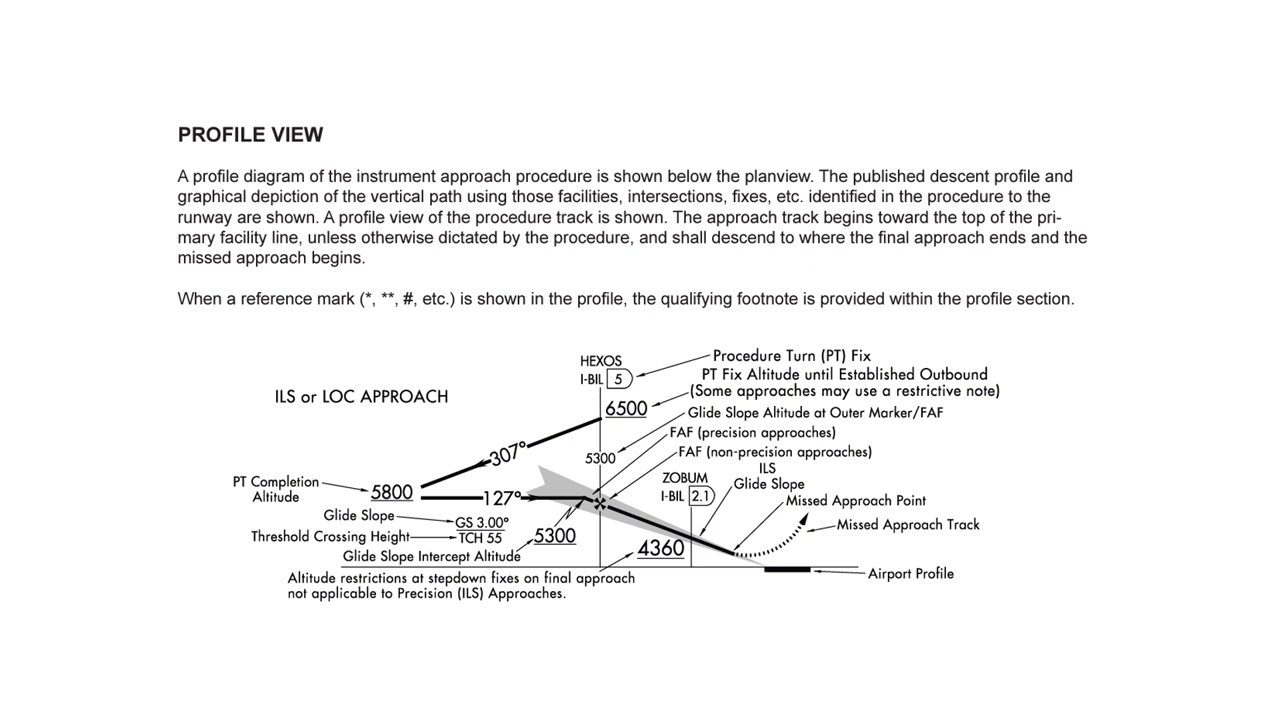 PROFILE VIEW
A profile diagram of the instrument approach procedure is shown below the planview. The published descent profile and
graphical depiction of the vertical path using those facilities, intersections, fixes, etc. identified in the procedure to the
runway are shown. A profile view of the procedure track is shown. The approach track begins toward the top of the pri-
mary facility line, unless otherwise dictated by the procedure, and shall descend to where the final approach ends and the
missed approach begins.
When a reference mark (*, **, #, etc.) is shown in the profile, the qualifying footnote is provided within the profile section.
HEXOS
I-BIL 5
Procedure Turn (PT) Fix
PT Fix Altitude until Established Outbound
(Some approaches may use a restrictive note)
ILS or LOC APPROACH
6500
Glide Slope Altitude at Outer Marker/FAF
FAF (precision approaches)
307°
5300
FAF (non-precision approaches)
ZOBUM
I-BIL 2.1
ILS
Glide Slope
PT Completion
Altitude
5800
127°
Missed Approach Point
Glide Slope
GS 3.00°
Missed Approach Track
Threshold Crossing Height
TCH 55
5300
4360
Glide Slope Intercept Altitude
Airport Profile
Altitude restrictions at stepdown fixes on final approach
not applicable to Precision (ILS) Approaches.